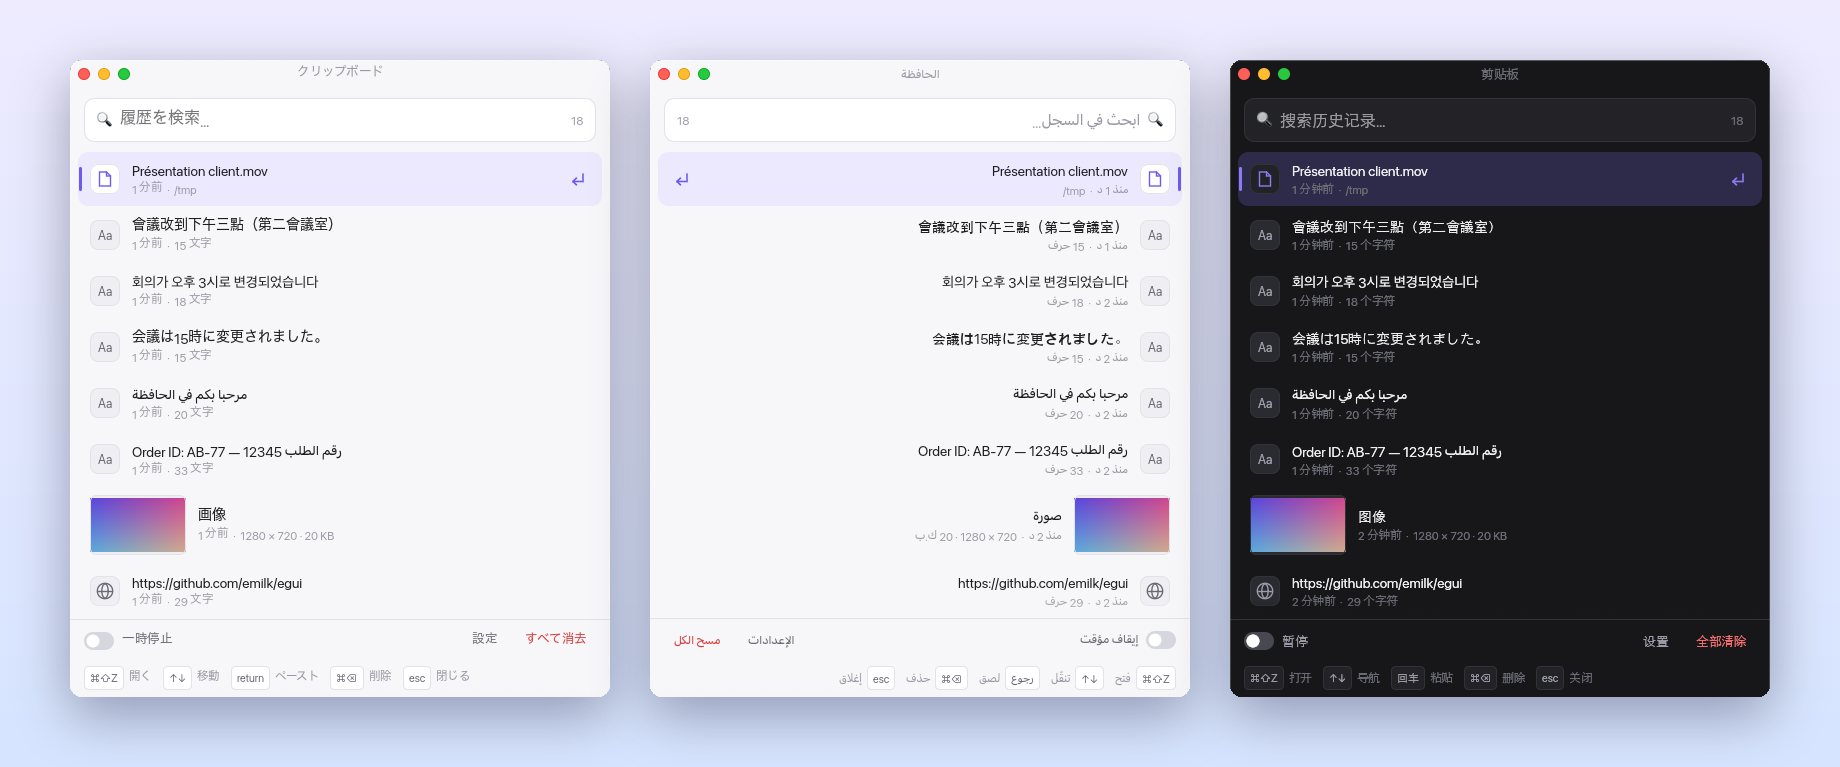 クリップボード
履歴を検索...
18
Présentation client.mov
1 分前 · /tmp
會議改到下午三點（第二會議室）
Aa
1 分前 · 15 文字
회의가 오후 3시로 변경되었습니다
Aa
1 分前 · 18 文字
会議は15時に変更されました。
Aa
1 分前 · 15 文字
مرحبا بكم في الحافظة
Aa
1 分前 · 20 文字
Order ID: AB-77 — 12345 رقم الطلب
Aa
1 分前 · 33 文字
画像
1 分前 · 1280 × 720 · 20 KB
https://github.com/emilk/egui
1 分前 · 29 文字
一時停止
設定
すべて消去
⌘⇧Z 開く ↑↓ 移動 return ペースト ⌘⌫ 削除 esc 閉じる
الحافظة
ابحث في السجل...
18
Présentation client.mov
منذ 1 د · /tmp
會議改到下午三點（第二會議室）
Aa
منذ 1 د · 15 حرف
회의가 오후 3시로 변경되었습니다
Aa
منذ 2 د · 18 حرف
会議は15時に変更されました。
Aa
منذ 2 د · 15 حرف
مرحبا بكم في الحافظة
Aa
منذ 2 د · 20 حرف
Order ID: AB-77 — 12345 رقم الطلب
Aa
منذ 2 د · 33 حرف
صورة
منذ 2 د · 1280 × 720 · 20 ك.ب
https://github.com/emilk/egui
منذ 2 د · 29 حرف
إيقاف مؤقت
الإعدادات
مسح الكل
⌘⇧Z فتح ↑↓ تنقّل رجوع لصق ⌘⌫ حذف esc إغلاق
剪贴板
搜索历史记录...
18
Présentation client.mov
1 分钟前 · /tmp
會議改到下午三點（第二會議室）
Aa
1 分钟前 · 15 个字符
회의가 오후 3시로 변경되었습니다
Aa
1 分钟前 · 18 个字符
会議は15時に変更されました。
Aa
1 分钟前 · 15 个字符
مرحبا بكم في الحافظة
Aa
1 分钟前 · 20 个字符
Order ID: AB-77 — 12345 رقم الطلب
Aa
1 分钟前 · 33 个字符
图像
2 分钟前 · 1280 × 720 · 20 KB
https://github.com/emilk/egui
2 分钟前 · 29 个字符
暂停
设置
全部清除
⌘⇧Z 打开 ↑↓ 导航 回车 粘贴 ⌘⌫ 删除 esc 关闭